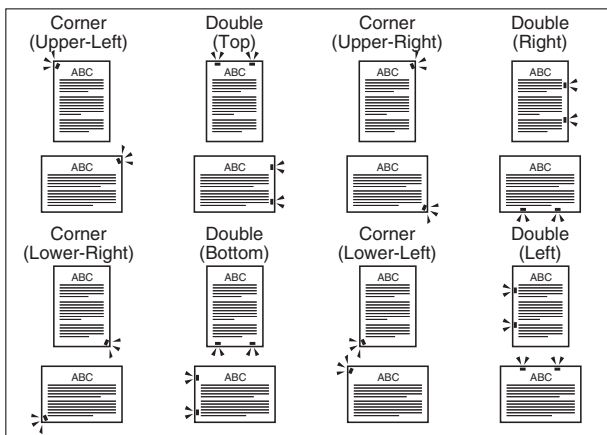 Corner
(Upper-Left)
Double
(Top)
Corner
(Upper-Right)
Double
(Right)
ABC
ABC
ABC
ABC
ABC
ABC
ABC
ABC
Corner
(Lower-Right)
Double
(Bottom)
Corner
(Lower-Left)
Double
(Left)
ABC
ABC
ABC
ABC
ABC
ABC
ABC
ABC